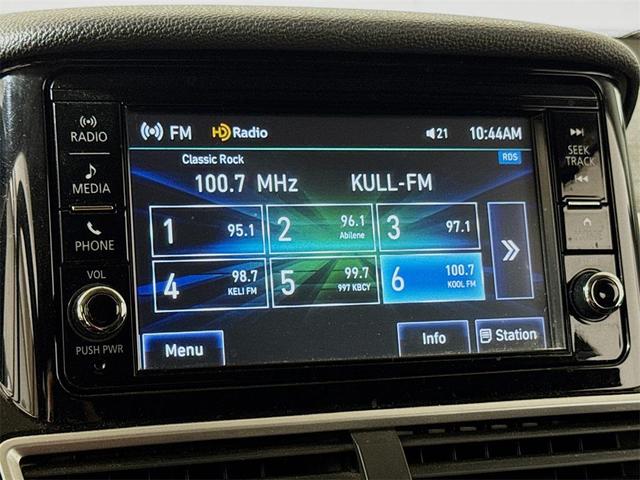 RADIO
MEDIA
PHONE
VOL
PUSH PWR
FM HD Radio 21 10:44AM
Classic Rock RDS
100.7 MHz KULL-FM
1 95.1
2 96.1 Abilene
3 97.1
4 98.7 KELI FM
5 99.7 997 KBCY
6 100.7 KOOL FM
Menu Info Station
SEEK
TRACK